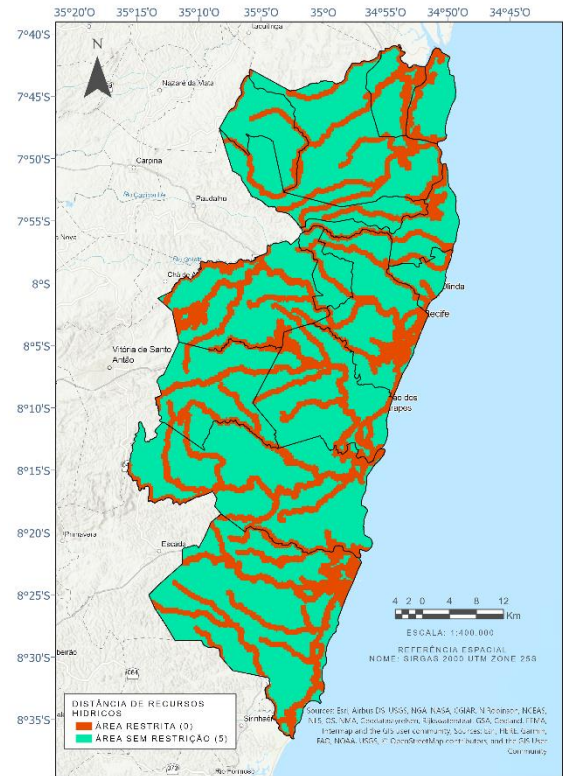 35°20'O 35°15'O 35°10'O 35°5'O 35°O 34°55'O 34°50'O 34°45'O
7°40'S
7°45'S
7°50'S
7°55'S
8°S
8°5'S
8°10'S
8°15'S
8°20'S
8°25'S
8°30'S
8°35'S
N
Nazaré da Mata
Carpina
Paudalho
Olinda
Recife
Vitória de Santo
Antão
dos
rapes
Primavera
Escada
Sirinhaém
Rio Formoso
4 2 0 4 8 12
Km
ESCALA: 1:400.000
REFERÊNCIA ESPACIAL
NOME: SIRGAS 2000 UTM ZONE 25S
DISTÂNCIA DE RECURSOS
HÍDRICOS
ÁREA RESTRITA (0)
ÁREA SEM RESTRIÇÃO (5)
Sources: Esri, Airbus DS, USGS, NGA, NASA, CGIAR, N Robinson, NCEAS,
NLS, OS, NMA, Geodatastyrelsen, Rijkswaterstaat, GSA, Geoland, FEMA,
Intermap and the GIS user community, Sources: Esri, HERE, Garmin,
FAO, NOAA, USGS, © OpenStreetMap contributors, and the GIS User
Community